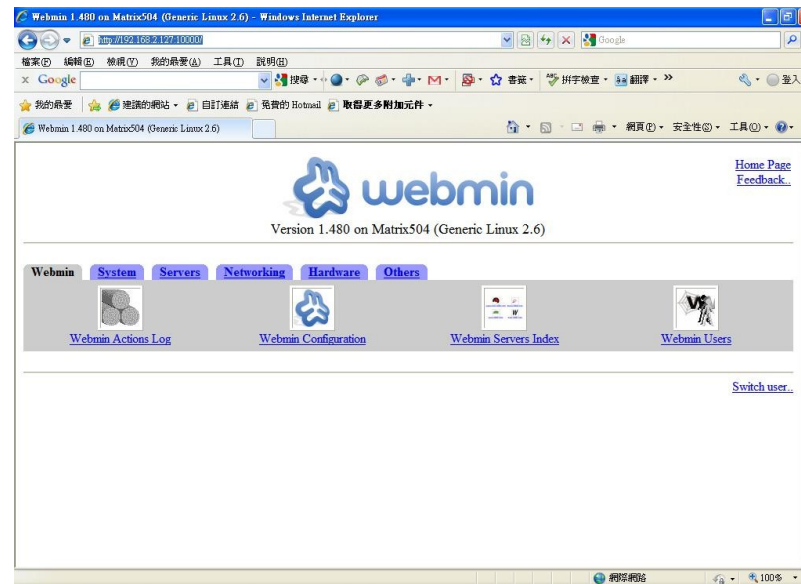 Webmin 1.480 on Matrix504 (Generic Linux 2.6) - Windows Internet Explorer
http://192.168.2.127:10000/
Google
檔案(F) 編輯(E) 檢視(V) 我的最愛(A) 工具(T) 說明(H)
x Google 搜尋 書籤 ABC 拼字檢查 翻譯 登入
我的最愛 建議的網站 自訂連結 免費的 Hotmail 取得更多附加元件
Webmin 1.480 on Matrix504 (Generic Linux 2.6) 網頁(P) 安全性(S) 工具(O)
Home Page
Feedback..
webmin
Version 1.480 on Matrix504 (Generic Linux 2.6)
Webmin System Servers Networking Hardware Others
Webmin Actions Log Webmin Configuration Webmin Servers Index Webmin Users
Switch user..
網際網路 100%